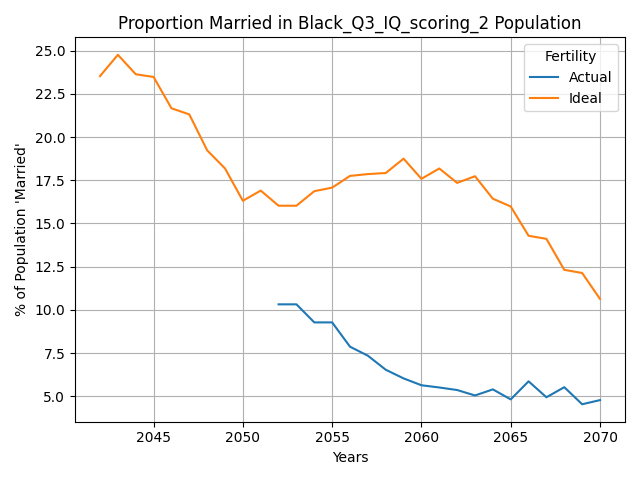 Proportion Married in Black_Q3_IQ_scoring_2 Population
25.0
22.5
20.0
17.5
15.0
12.5
10.0
7.5
5.0
% of Population 'Married'
Fertility
Actual
Ideal
2045 2050 2055 2060 2065 2070
Years